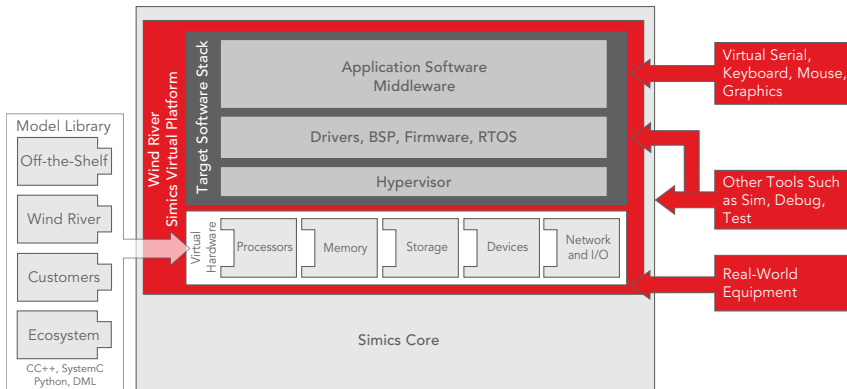 Model Library
Off-the-Shelf
Wind River
Customers
Ecosystem
CC++, SystemC
Python, DML
Wind River
Simics Virtual Platform
Target Software Stack
Application Software
Middleware
Drivers, BSP, Firmware, RTOS
Hypervisor
Virtual
Hardware
Processors
Memory
Storage
Devices
Network
and I/O
Simics Core
Virtual Serial,
Keyboard, Mouse,
Graphics
Other Tools Such
as Sim, Debug,
Test
Real-World
Equipment